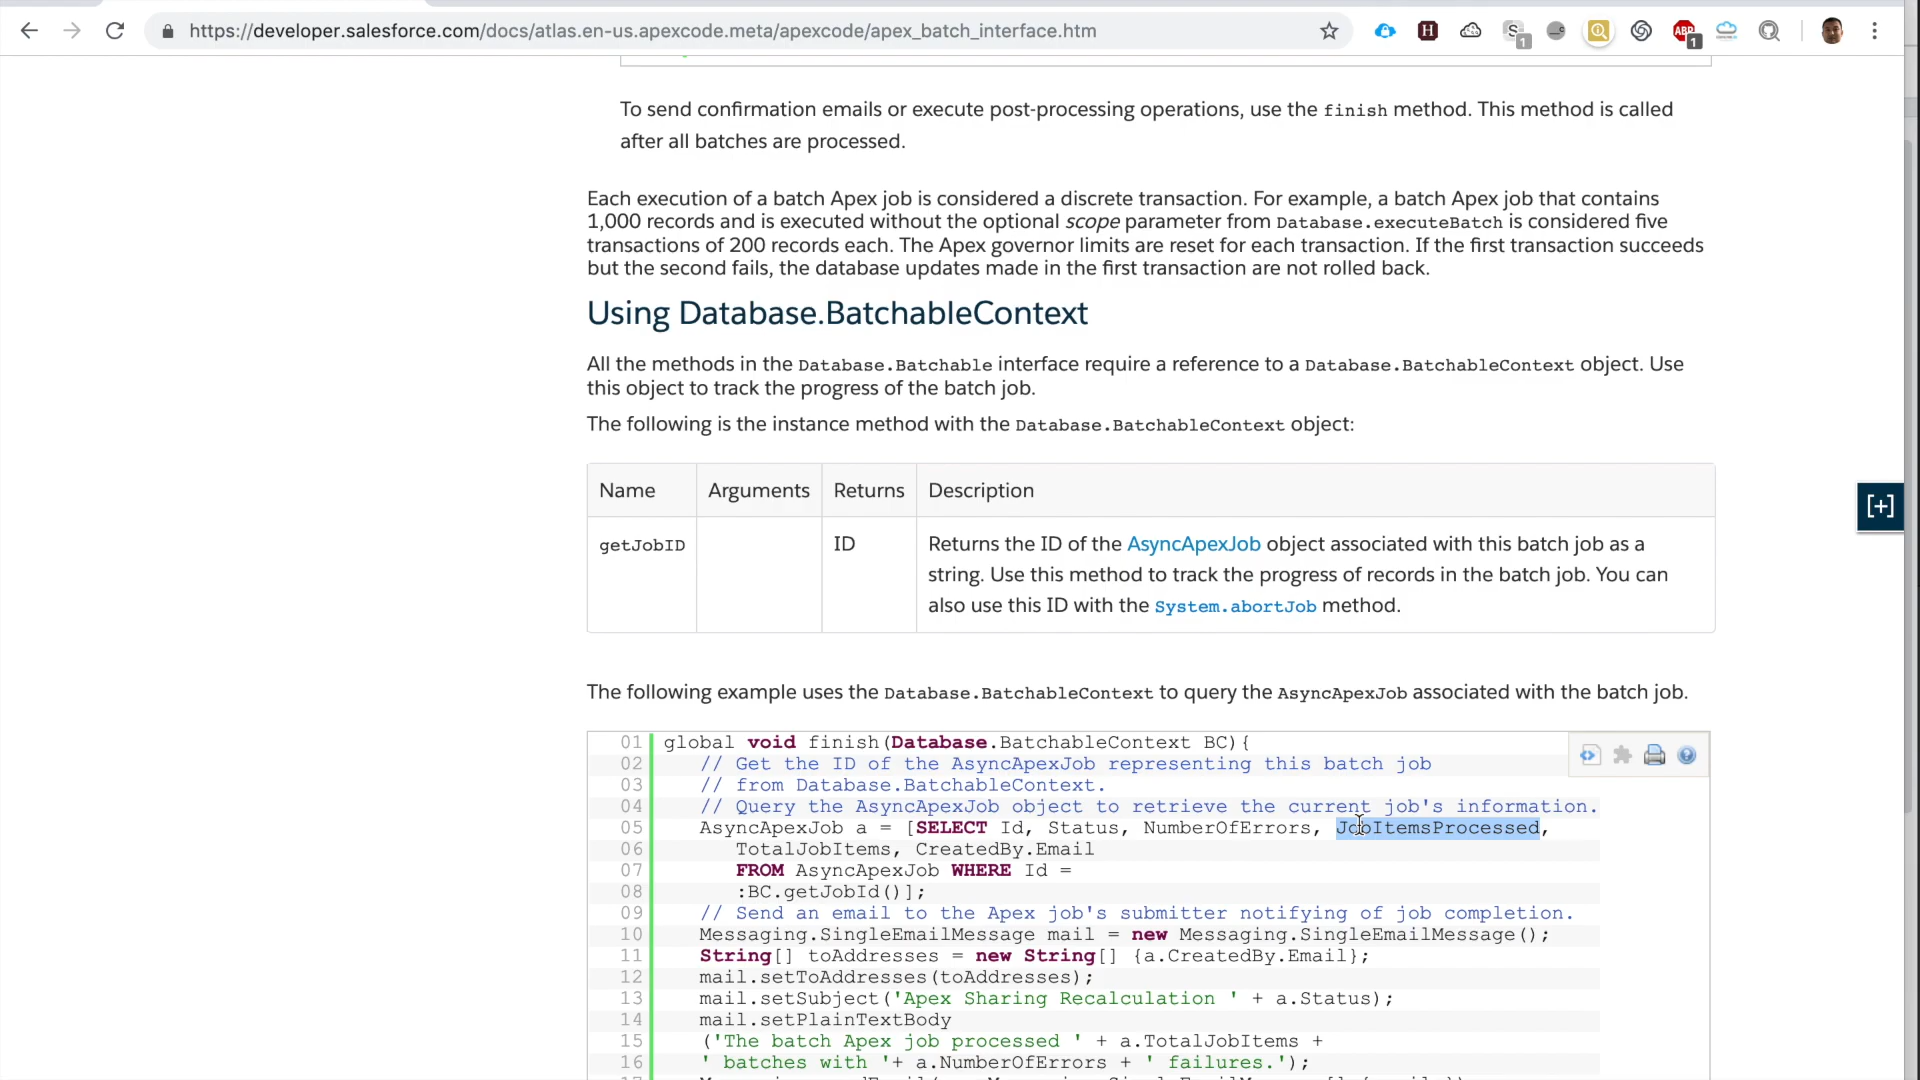 https://developer.salesforce.com/docs/atlas.en-us.apexcode.meta/apexcode/apex_batch_interface.htm
To send confirmation emails or execute post-processing operations, use the finish method. This method is called
after all batches are processed.
Each execution of a batch Apex job is considered a discrete transaction. For example, a batch Apex job that contains
1,000 records and is executed without the optional scope parameter from Database.executeBatch is considered five
transactions of 200 records each. The Apex governor limits are reset for each transaction. If the first transaction succeeds
but the second fails, the database updates made in the first transaction are not rolled back.
Using Database.BatchableContext
All the methods in the Database.Batchable interface require a reference to a Database.BatchableContext object. Use
this object to track the progress of the batch job.
The following is the instance method with the Database.BatchableContext object:
Name Arguments Returns Description
getJobID ID Returns the ID of the AsyncApexJob object associated with this batch job as a
string. Use this method to track the progress of records in the batch job. You can
also use this ID with the System.abortJob method.
[+]
The following example uses the Database.BatchableContext to query the AsyncApexJob associated with the batch job.
01 global void finish(Database.BatchableContext BC){
02 // Get the ID of the AsyncApexJob representing this batch job
03 // from Database.BatchableContext.
04 // Query the AsyncApexJob object to retrieve the current job's information.
05 AsyncApexJob a = [SELECT Id, Status, NumberOfErrors, JobItemsProcessed,
06 TotalJobItems, CreatedBy.Email
07 FROM AsyncApexJob WHERE Id =
08 :BC.getJobId()];
09 // Send an email to the Apex job's submitter notifying of job completion.
10 Messaging.SingleEmailMessage mail = new Messaging.SingleEmailMessage();
11 String[] toAddresses = new String[] {a.CreatedBy.Email};
12 mail.setToAddresses(toAddresses);
13 mail.setSubject('Apex Sharing Recalculation ' + a.Status);
14 mail.setPlainTextBody
15 ('The batch Apex job processed ' + a.TotalJobItems +
16 ' batches with '+ a.NumberOfErrors + ' failures.');